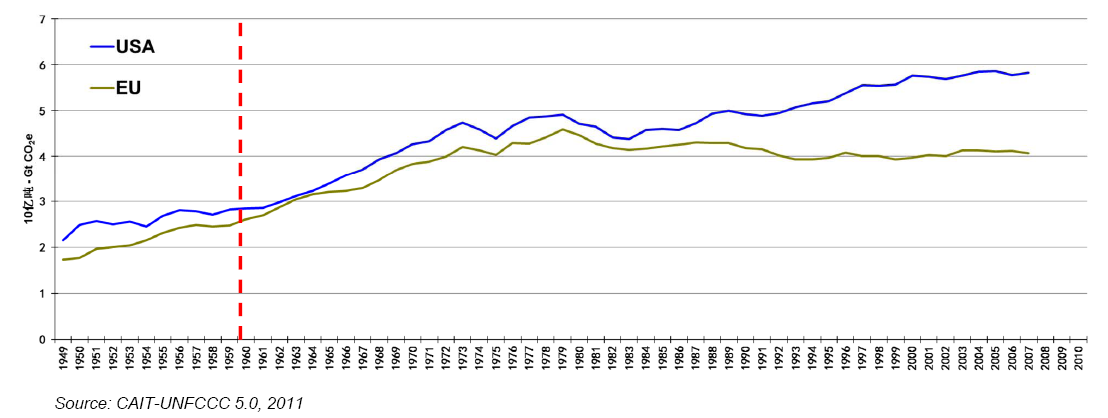 7
USA
6
EU
5
4
3
2
1
0
10亿吨 - Gt CO₂e
1949 1950 1951 1952 1953 1954 1955 1956 1957 1958 1959 1960 1961 1962 1963 1964 1965 1966 1967 1968 1969 1970 1971 1972 1973 1974 1975 1976 1977 1978 1979 1980 1981 1982 1983 1984 1985 1986 1987 1988 1989 1990 1991 1992 1993 1994 1995 1996 1997 1998 1999 2000 2001 2002 2003 2004 2005 2006 2007 2008 2009 2010
Source: CAIT-UNFCCC 5.0, 2011